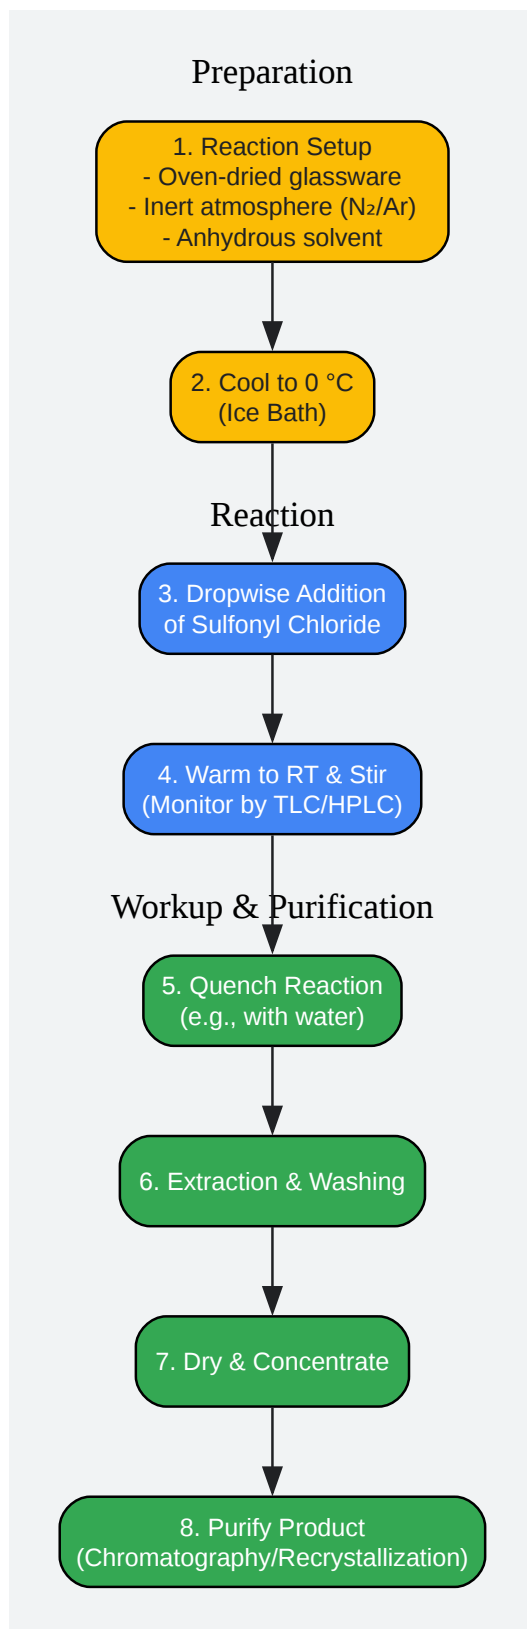 Preparation
1. Reaction Setup
- Oven-dried glassware
- Inert atmosphere (N₂/Ar)
- Anhydrous solvent
2. Cool to 0 °C
(Ice Bath)
Reaction
3. Dropwise Addition
of Sulfonyl Chloride
4. Warm to RT & Stir
(Monitor by TLC/HPLC)
Workup & Purification
5. Quench Reaction
(e.g., with water)
6. Extraction & Washing
7. Dry & Concentrate
8. Purify Product
(Chromatography/Recrystallization)